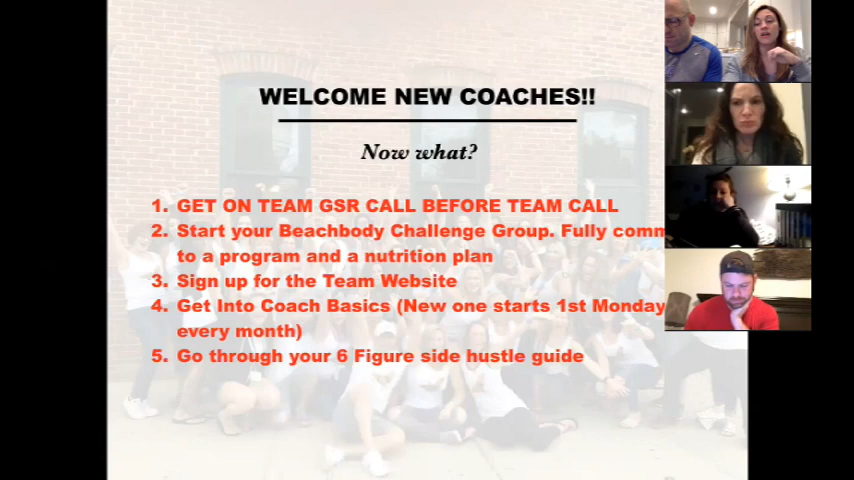 WELCOME NEW COACHES!!
Now what?
1. GET ON TEAM GSR CALL BEFORE TEAM CALL
2. Start your Beachbody Challenge Group. Fully comm
to a program and a nutrition plan
3. Sign up for the Team Website
4. Get Into Coach Basics (New one starts 1st Monday
every month)
5. Go through your 6 Figure side hustle guide